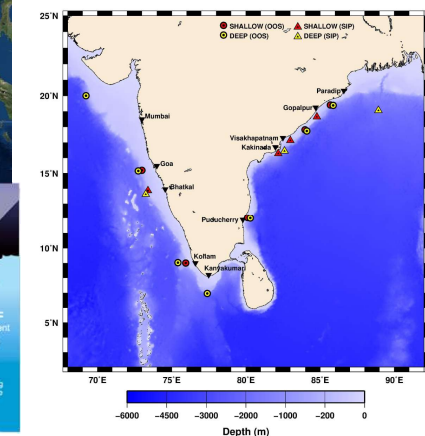 25˚N
20˚N
15˚N
10˚N
5˚N
SHALLOW (OOS)
SHALLOW (SIP)
DEEP (OOS)
DEEP (SIP)
Paradip
Gopalpur
Mumbai
Visakhapatnam
Kakinada
Goa
Bhatkal
Puducherry
Kollam
Kanyakumari
70˚E
75˚E
80˚E
85˚E
90˚E
-6000
-4500
-3000
-2000
-1000
-200
0
Depth (m)